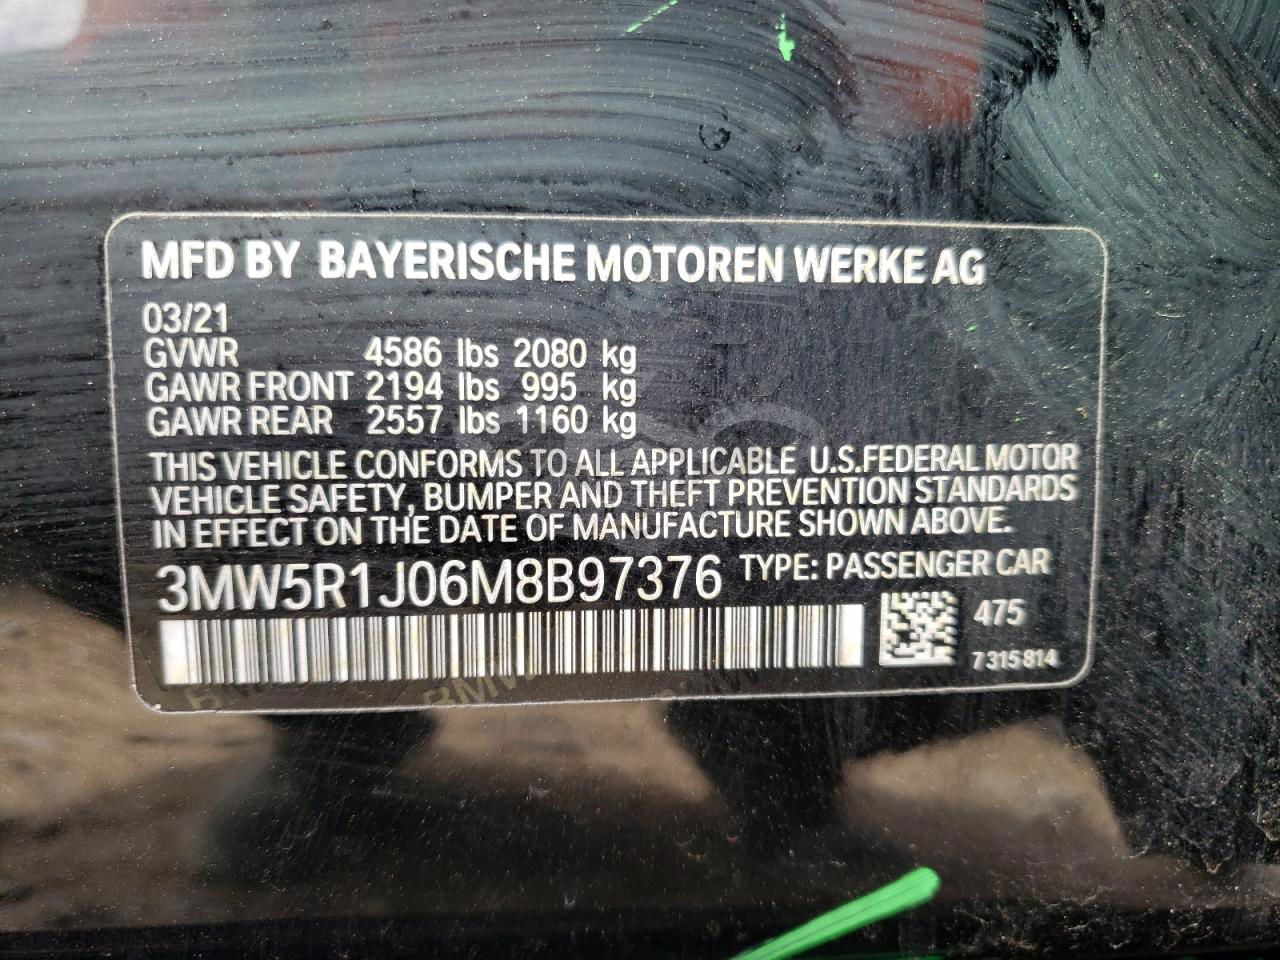 MFD BY BAYERISCHE MOTOREN WERKE AG
03/21
GVWR 4586 lbs 2080 kg
GAWR FRONT 2194 lbs 995 kg
GAWR REAR 2557 lbs 1160 kg
THIS VEHICLE CONFORMS TO ALL APPLICABLE U.S.FEDERAL MOTOR
VEHICLE SAFETY, BUMPER AND THEFT PREVENTION STANDARDS
IN EFFECT ON THE DATE OF MANUFACTURE SHOWN ABOVE.
3MW5R1J06M8B97376 TYPE: PASSENGER CAR
475
7315814
BMW